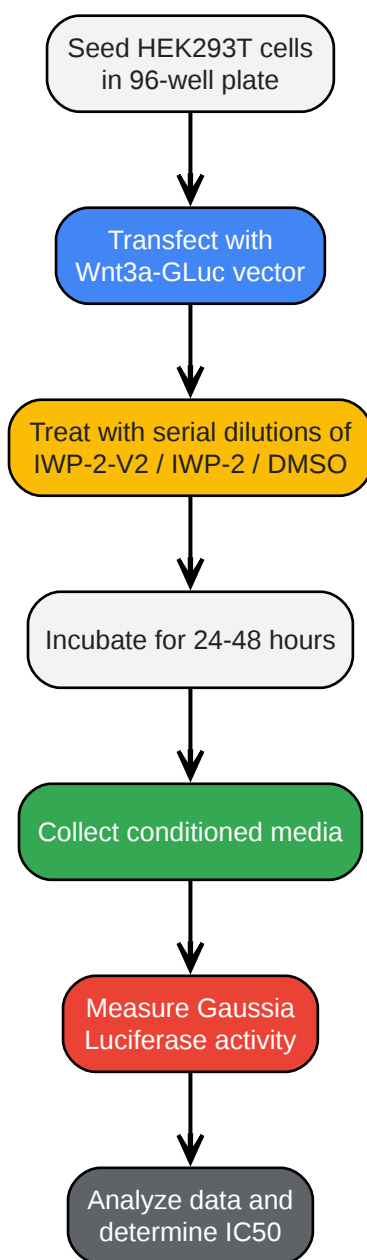 Seed HEK293T cells
in 96-well plate
Transfect with
Wnt3a-GLuc vector
Treat with serial dilutions of
IWP-2-V2 / IWP-2 / DMSO
Incubate for 24-48 hours
Collect conditioned media
Measure Gaussia
Luciferase activity
Analyze data and
determine IC50